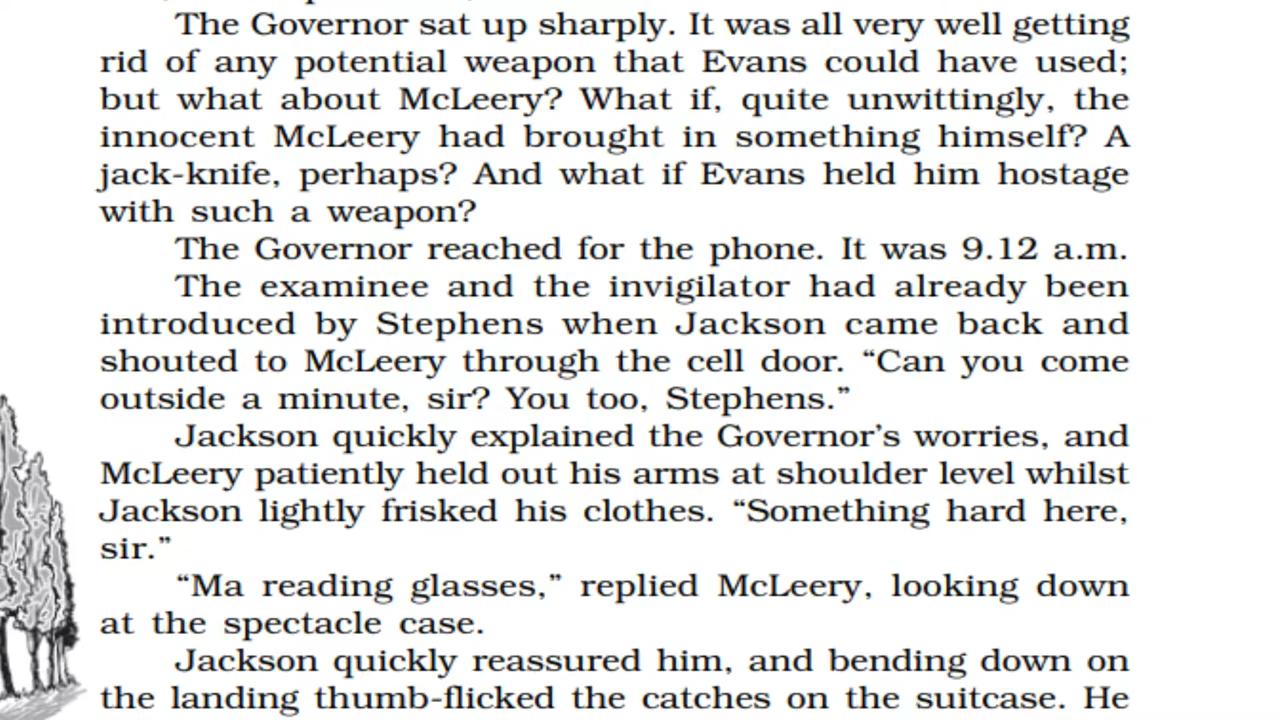 The Governor sat up sharply. It was all very well getting
rid of any potential weapon that Evans could have used;
but what about McLeery? What if, quite unwittingly, the
innocent McLeery had brought in something himself? A
jack-knife, perhaps? And what if Evans held him hostage
with such a weapon?
The Governor reached for the phone. It was 9.12 a.m.
The examinee and the invigilator had already been
introduced by Stephens when Jackson came back and
shouted to McLeery through the cell door. “Can you come
outside a minute, sir? You too, Stephens.”
Jackson quickly explained the Governor’s worries, and
McLeery patiently held out his arms at shoulder level whilst
Jackson lightly frisked his clothes. “Something hard here,
sir.”
“Ma reading glasses,” replied McLeery, looking down
at the spectacle case.
Jackson quickly reassured him, and bending down on
the landing thumb-flicked the catches on the suitcase. He